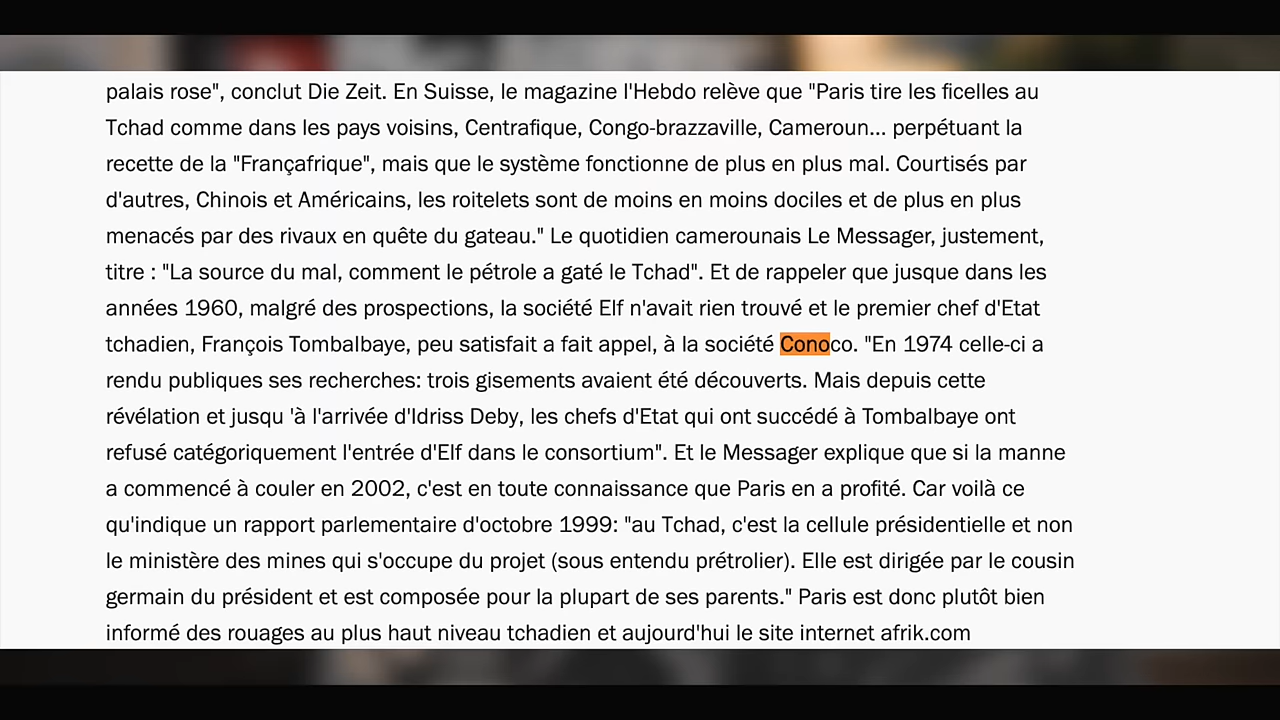 palais rose", conclut Die Zeit. En Suisse, le magazine l'Hebdo relève que "Paris tire les ficelles au
Tchad comme dans les pays voisins, Centrafique, Congo-brazzaville, Cameroun... perpétuant la
recette de la "Françafrique", mais que le système fonctionne de plus en plus mal. Courtisés par
d'autres, Chinois et Américains, les roitelets sont de moins en moins dociles et de plus en plus
menacés par des rivaux en quête du gateau." Le quotidien camerounais Le Messager, justement,
titre : "La source du mal, comment le pétrole a gaté le Tchad". Et de rappeler que jusque dans les
années 1960, malgré des prospections, la société Elf n'avait rien trouvé et le premier chef d'Etat
tchadien, François Tombalbaye, peu satisfait a fait appel, à la société Conoco. "En 1974 celle-ci a
rendu publiques ses recherches: trois gisements avaient été découverts. Mais depuis cette
révélation et jusqu 'à l'arrivée d'Idriss Deby, les chefs d'Etat qui ont succédé à Tombalbaye ont
refusé catégoriquement l'entrée d'Elf dans le consortium". Et le Messager explique que si la manne
a commencé à couler en 2002, c'est en toute connaissance que Paris en a profité. Car voilà ce
qu'indique un rapport parlementaire d'octobre 1999: "au Tchad, c'est la cellule présidentielle et non
le ministère des mines qui s'occupe du projet (sous entendu prétrolier). Elle est dirigée par le cousin
germain du président et est composée pour la plupart de ses parents." Paris est donc plutôt bien
informé des rouages au plus haut niveau tchadien et aujourd'hui le site internet afrik.com